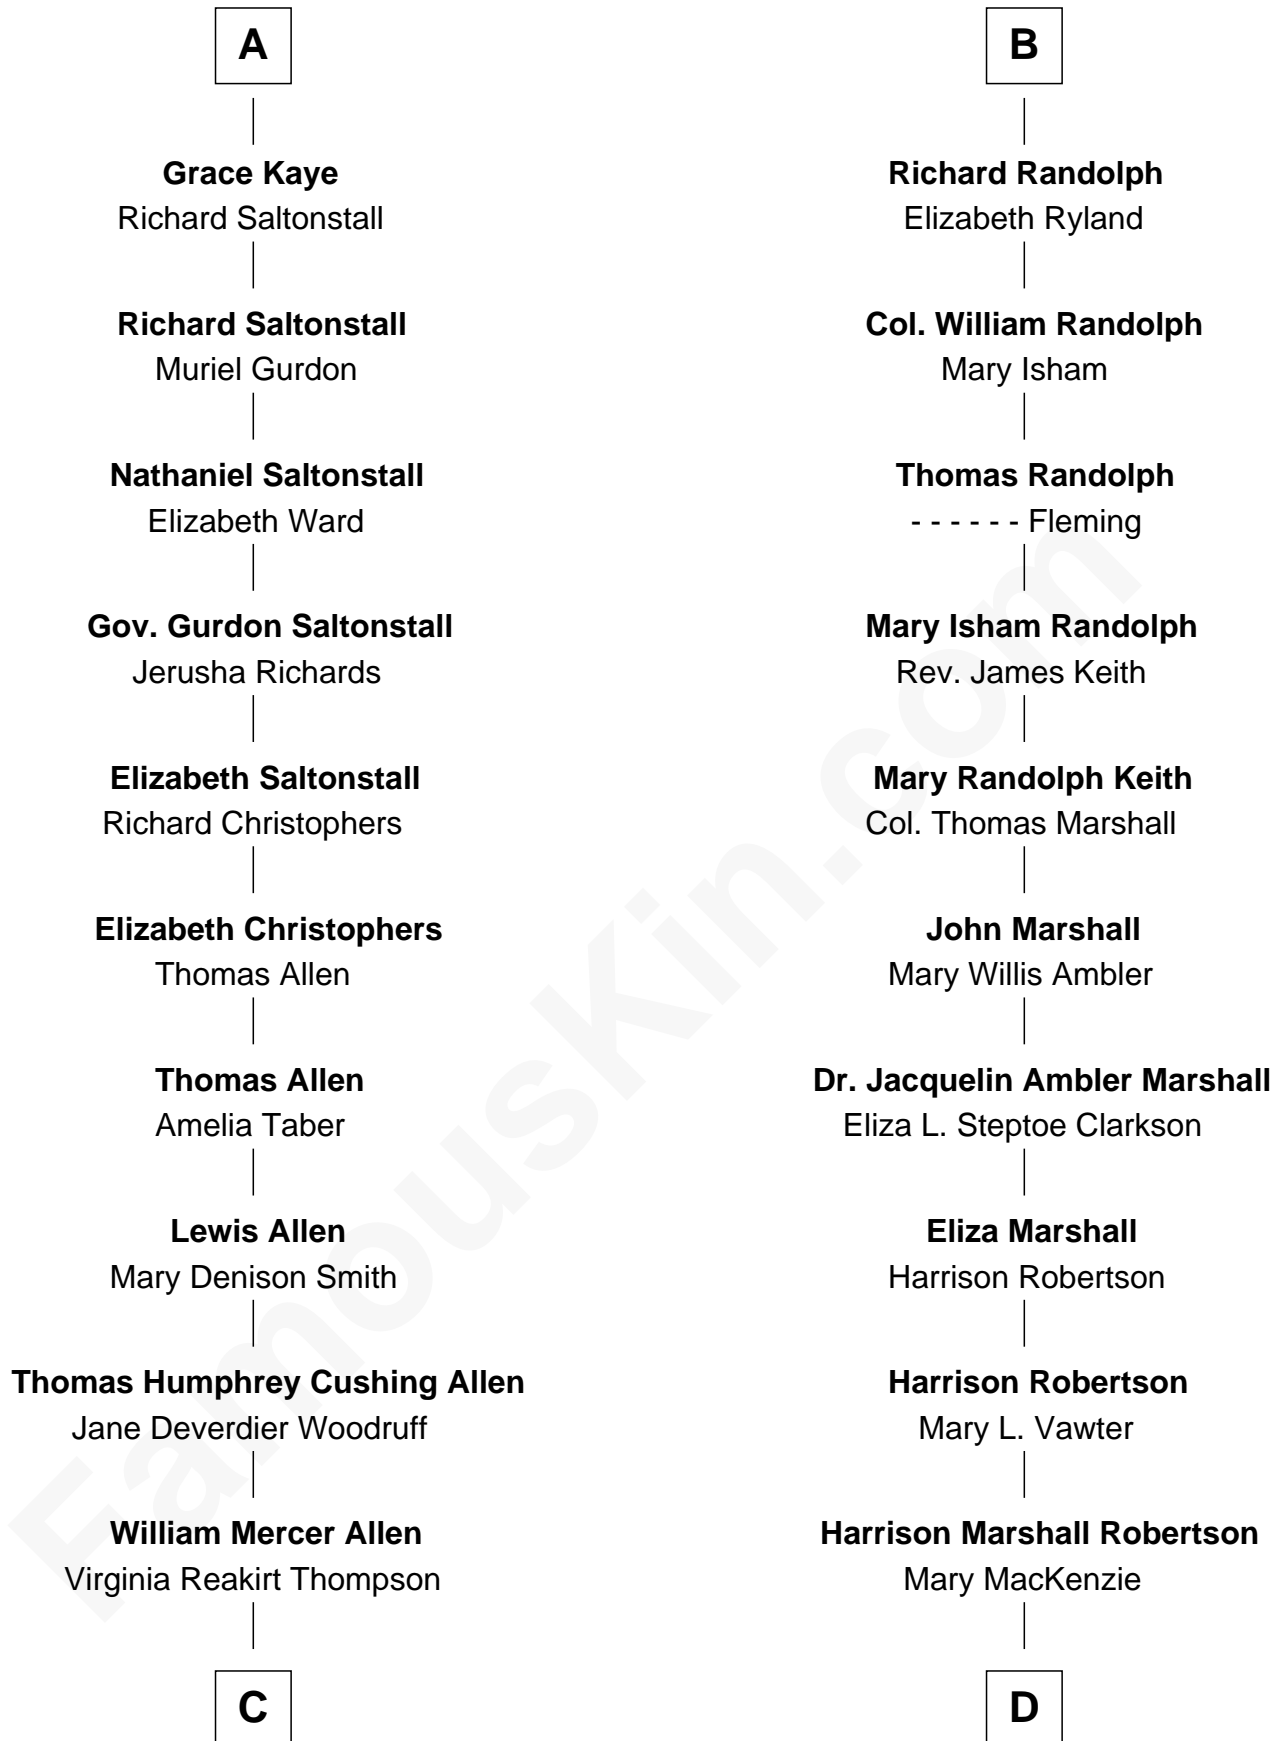 A
Grace Kaye
Richard Saltonstall
Richard Saltonstall
Muriel Gurdon
Nathaniel Saltonstall
Elizabeth Ward
Gov. Gurdon Saltonstall
Jerusha Richards
Elizabeth Saltonstall
Richard Christophers
Elizabeth Christophers
Thomas Allen
Thomas Allen
Amelia Taber
Lewis Allen
Mary Denison Smith
Thomas Humphrey Cushing Allen
Jane Deverdier Woodruff
William Mercer Allen
Virginia Reakirt Thompson
C
B
Richard Randolph
Elizabeth Ryland
Col. William Randolph
Mary Isham
Thomas Randolph
- - - - - - Fleming
Mary Isham Randolph
Rev. James Keith
Mary Randolph Keith
Col. Thomas Marshall
John Marshall
Mary Willis Ambler
Dr. Jacquelin Ambler Marshall
Eliza L. Steptoe Clarkson
Eliza Marshall
Harrison Robertson
Harrison Robertson
Mary L. Vawter
Harrison Marshall Robertson
Mary MacKenzie
D
FamousKin.com